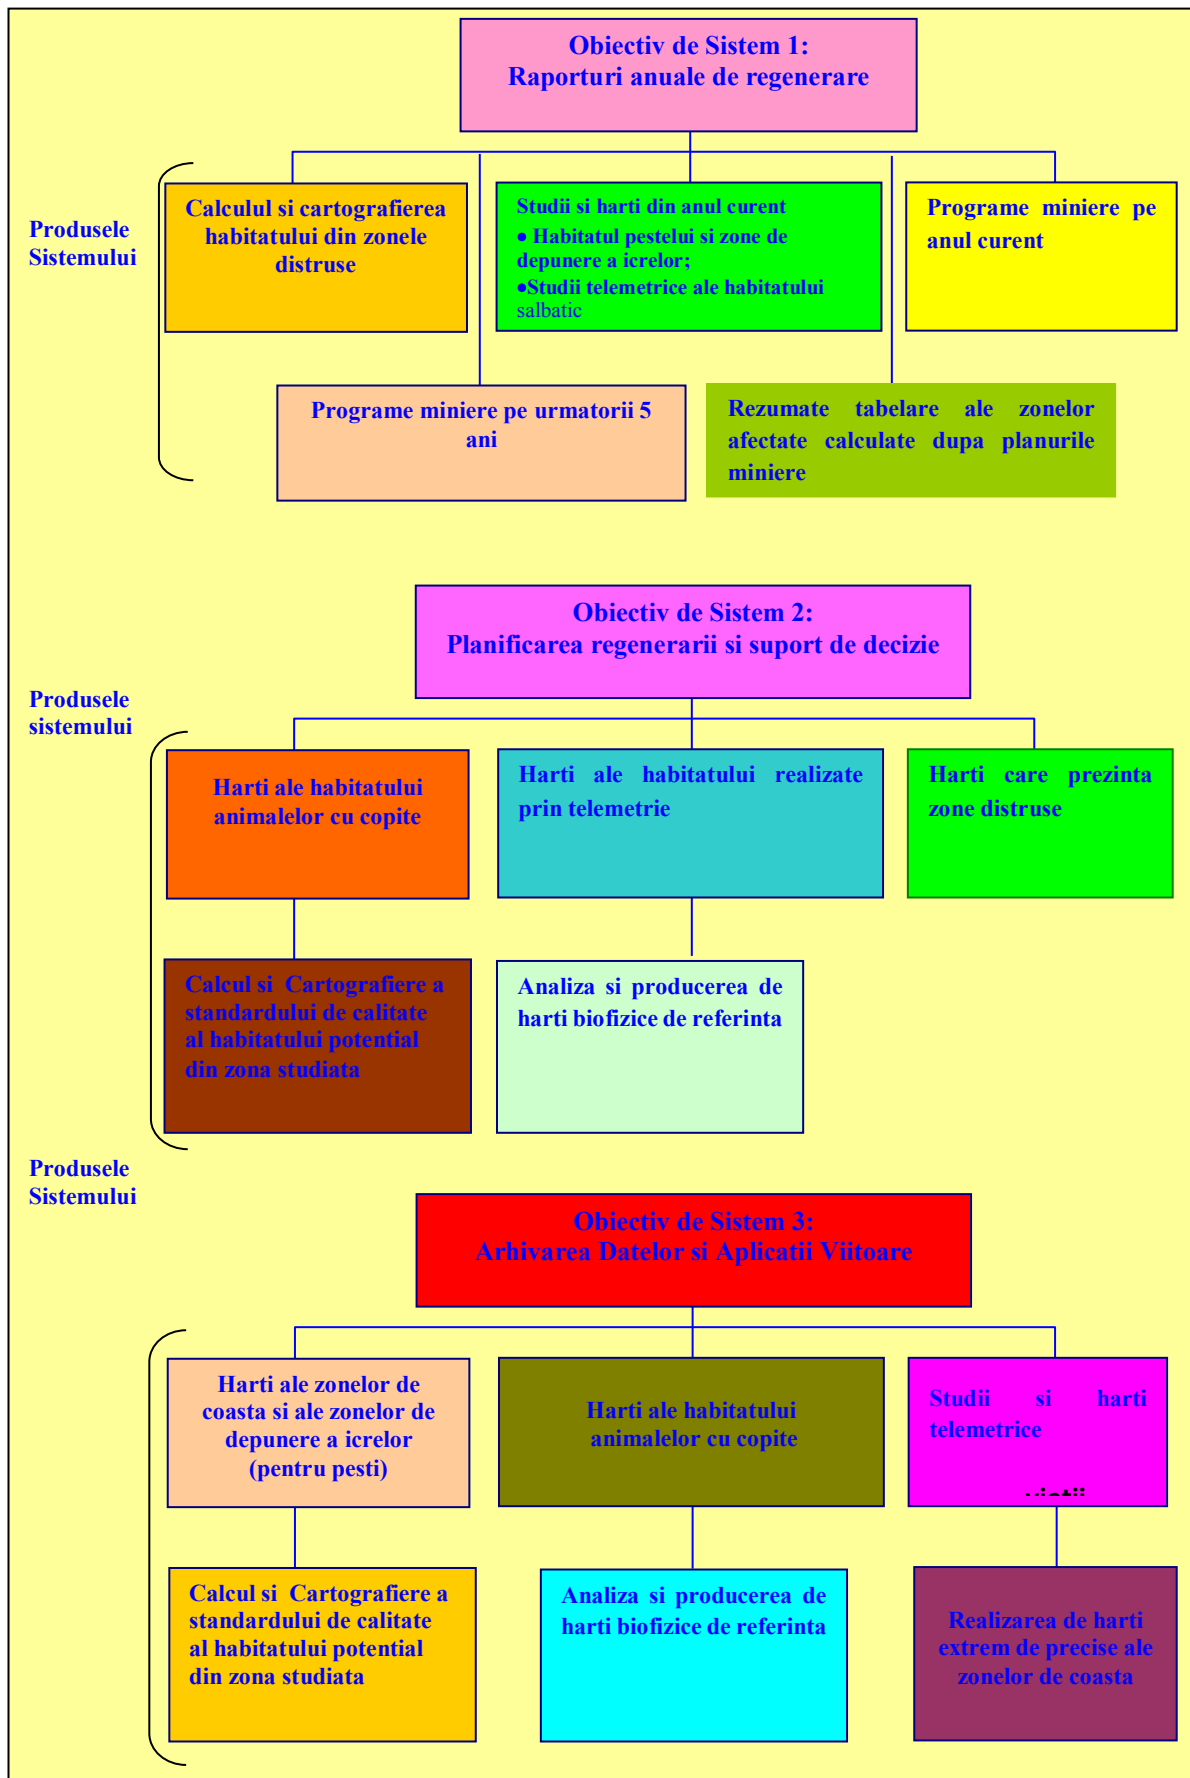 Obiectiv de Sistem 1:
Raporturi anuale de regenerare
Produsele
Sistemului
Calculul si cartografierea
habitatului din zonele
distruse
Studii si harti din anul curent
• Habitatul pestelui si zone de
depunere a icrelor;
•Studii telemetrice ale habitatului
salbatic
Programe miniere pe
anul curent
Programe miniere pe urmatorii 5
ani
Rezumate tabelare ale zonelor
afectate calculate dupa planurile
miniere
Obiectiv de Sistem 2:
Planificarea regenerarii si suport de decizie
Produsele
sistemului
Harti ale habitatului
animalelor cu copite
Harti ale habitatului realizate
prin telemetrie
Harti care prezinta
zone distruse
Calcul si Cartografiere a
standardului de calitate
al habitatului potential
din zona studiata
Analiza si producerea de
harti biofizice de referinta
Produsele
Sistemului
Obiectiv de Sistem 3:
Arhivarea Datelor si Aplicatii Viitoare
Harti ale zonelor de
coasta si ale zonelor de
depunere a icrelor
(pentru pesti)
Harti ale habitatului
animalelor cu copite
Studii si harti
telemetrice
Calcul si Cartografiere a
standardului de calitate
al habitatului potential
din zona studiata
Analiza si producerea de
harti biofizice de referinta
Realizarea de harti
extrem de precise ale
zonelor de coasta